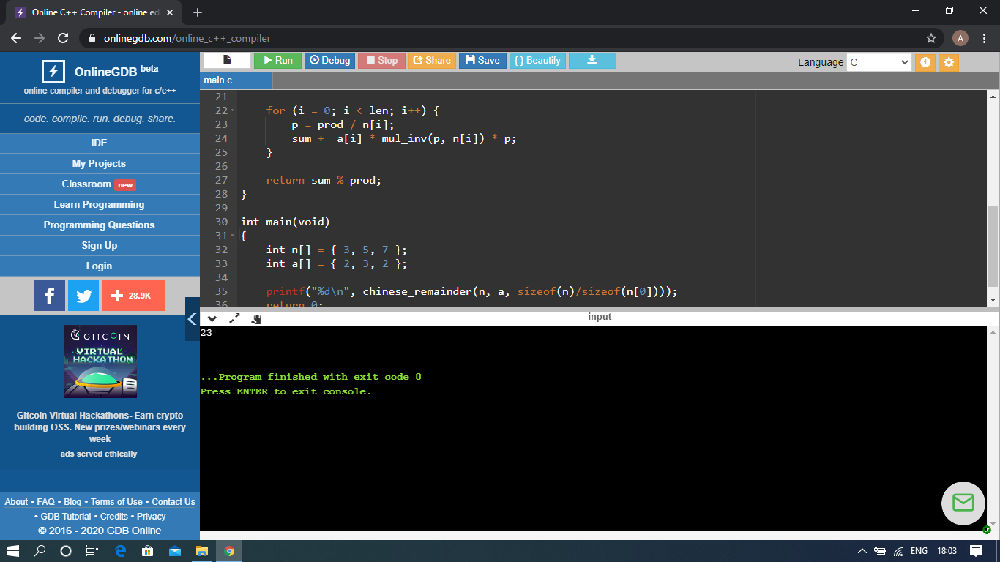 Online C++ Compiler - online ed
onlinegdb.com/online_c++_compiler
A
OnlineGDB beta
online compiler and debugger for c/c++
code. compile. run. debug. share.
IDE
My Projects
Classroom new
Learn Programming
Programming Questions
Sign Up
Login
28.9K
GITCOIN
VIRTUAL
HACKATHON
Gitcoin Virtual Hackathons- Earn crypto
building OSS. New prizes/webinars every
week
ads served ethically
About • FAQ • Blog • Terms of Use • Contact Us
• GDB Tutorial • Credits • Privacy
© 2016 - 2020 GDB Online
Run Debug Stop Share Save { } Beautify
Language C
main.c
21
22 for (i = 0; i < len; i++) {
23 p = prod / n[i];
24 sum += a[i] * mul_inv(p, n[i]) * p;
25 }
26
27 return sum % prod;
28 }
29
30 int main(void)
31 {
32 int n[] = { 3, 5, 7 };
33 int a[] = { 2, 3, 2 };
34
35 printf("%d\n", chinese_remainder(n, a, sizeof(n)/sizeof(n[0])));
36 return 0;
input
23
...Program finished with exit code 0
Press ENTER to exit console.
ENG 18:03